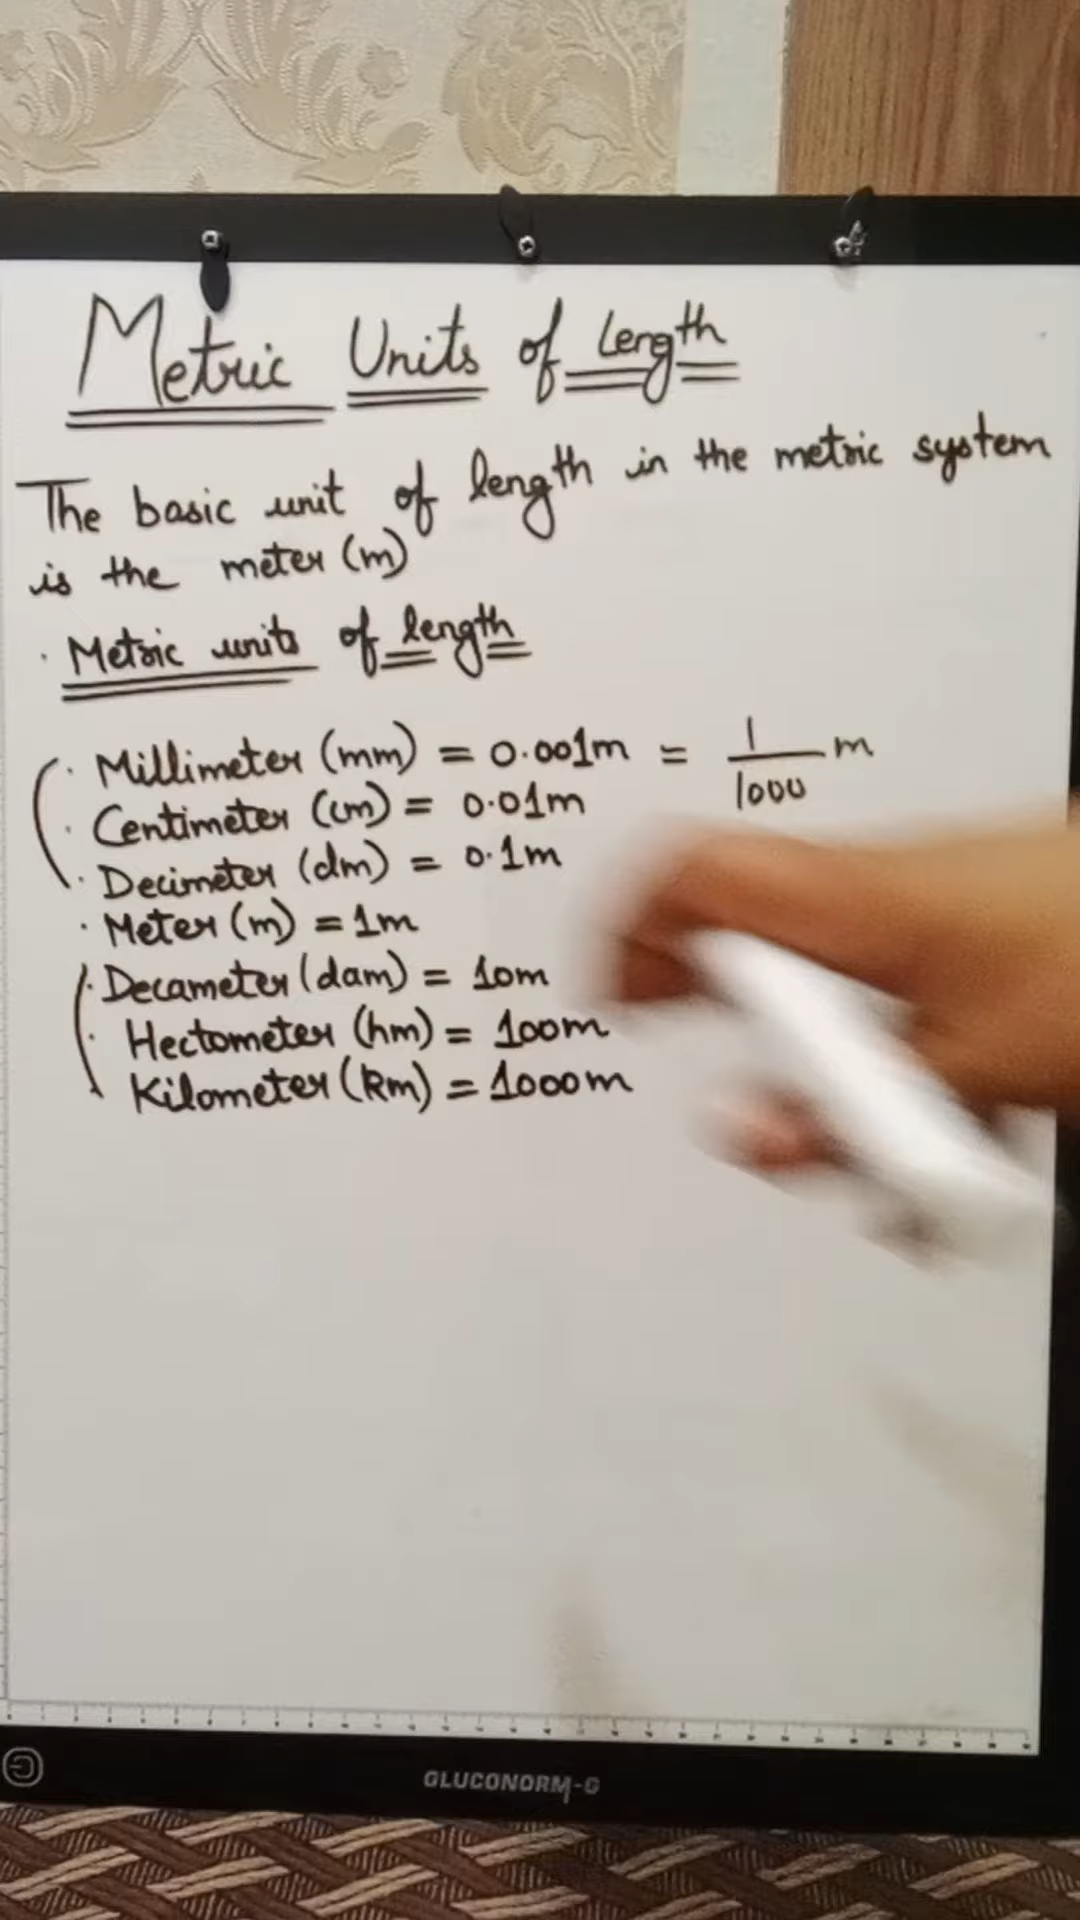 Metric Units of Length
The basic unit of length in the metric system
is the meter (m)
· Metric units of length
· Millimeter (mm) = 0.001m = 1/1000 m
· Centimeter (cm) = 0.01m
· Decimeter (dm) = 0.1m
· Meter (m) = 1m
· Decameter (dam) = 10m
· Hectometer (hm) = 100m
· Kilometer (km) = 1000m
GLUCONORM-G